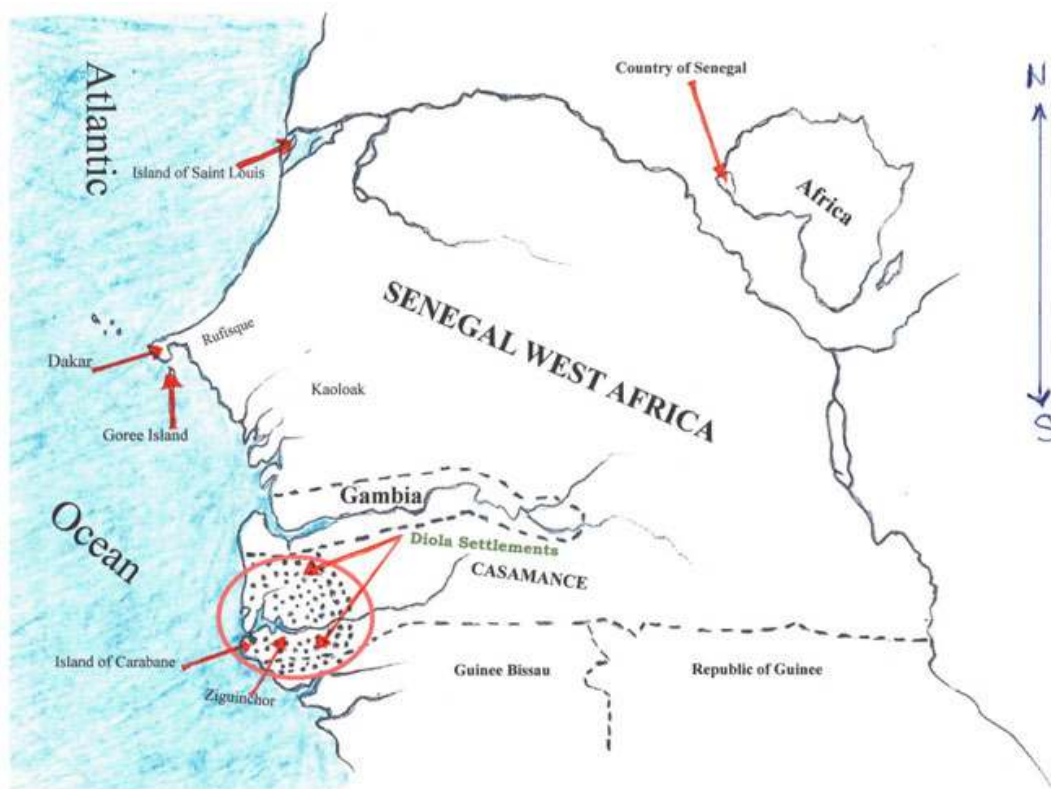 Atlantic
Country of Senegal
N
Island of Saint Louis
Africa
SENEGAL WEST AFRICA
Rufisque
Dakar
Kaoloak
Goree Island
S
Gambia
Ocean
Diola Settlements
CASAMANCE
Island of Carabane
Guinee Bissau
Republic of Guinee
Ziguinchor